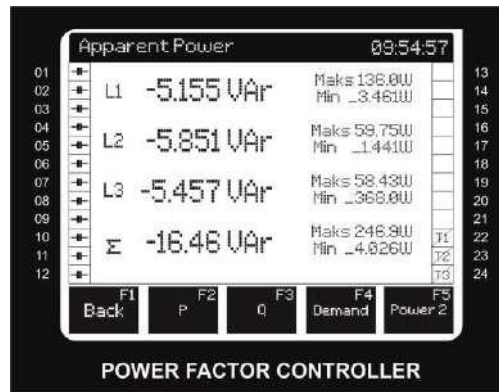 Apparent Power 09:54:57
01 13
02 L1 -5.155 VAr Maks 136.0W 14
03 Min _3.461W 15
04 16
05 L2 -5.851 VAr Maks 59.75W 17
06 Min _1.441W 18
07 19
08 L3 -5.457 VAr Maks 58.43W 20
09 Min _368.0W 21
10 Σ -16.46 VAr Maks 246.9W T1 22
11 Min _4.026W T2 23
12 T3 24
F1 F2 F3 F4 F5
Back P Q Demand Power 2
POWER FACTOR CONTROLLER